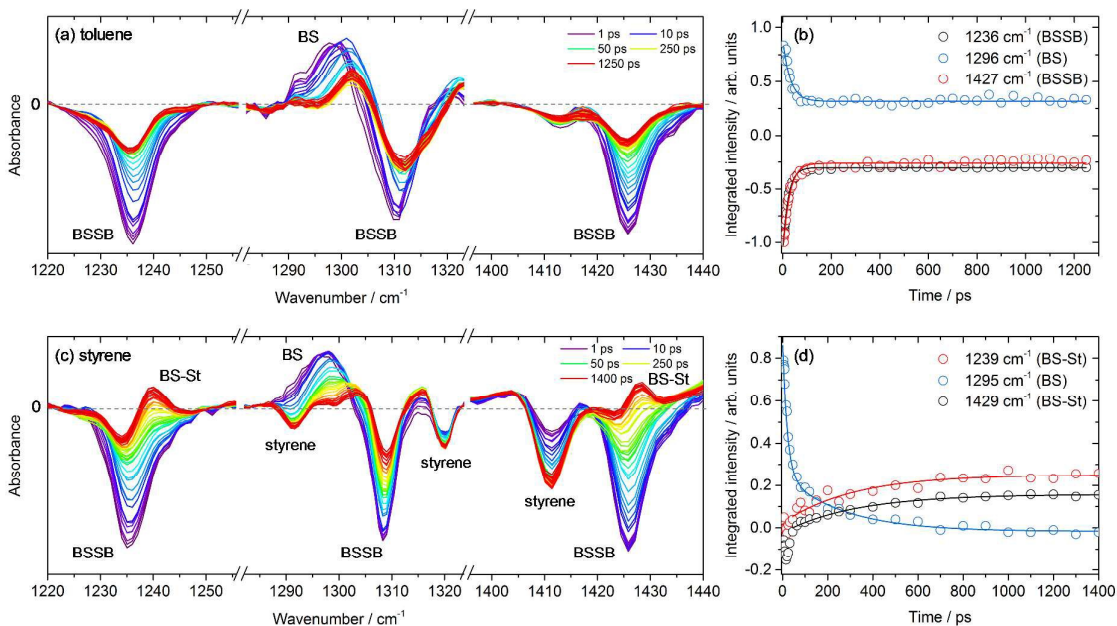 (a) toluene
BS
1 ps 10 ps
50 ps 250 ps
1250 ps
0
Absorbance
BSSB
BSSB
BSSB
1220 1230 1240 1250 1290 1300 1310 1320 1400 1410 1420 1430 1440
Wavenumber / cm⁻¹
(b)
1236 cm⁻¹ (BSSB)
1296 cm⁻¹ (BS)
1427 cm⁻¹ (BSSB)
Integrated intensity / arb. units
1.0
0.5
0.0
-0.5
-1.0
0 200 400 600 800 1000 1200
Time / ps
(c) styrene
BS
BS-St
1 ps 10 ps
50 ps 250 ps
1400 ps
BS-St
0
Absorbance
styrene
styrene
styrene
BSSB
BSSB
BSSB
1220 1230 1240 1250 1290 1300 1310 1320 1400 1410 1420 1430 1440
Wavenumber / cm⁻¹
(d)
1239 cm⁻¹ (BS-St)
1295 cm⁻¹ (BS)
1429 cm⁻¹ (BS-St)
Integrated intensity / arb. units
0.8
0.6
0.4
0.2
0.0
-0.2
0 200 400 600 800 1000 1200 1400
Time / ps